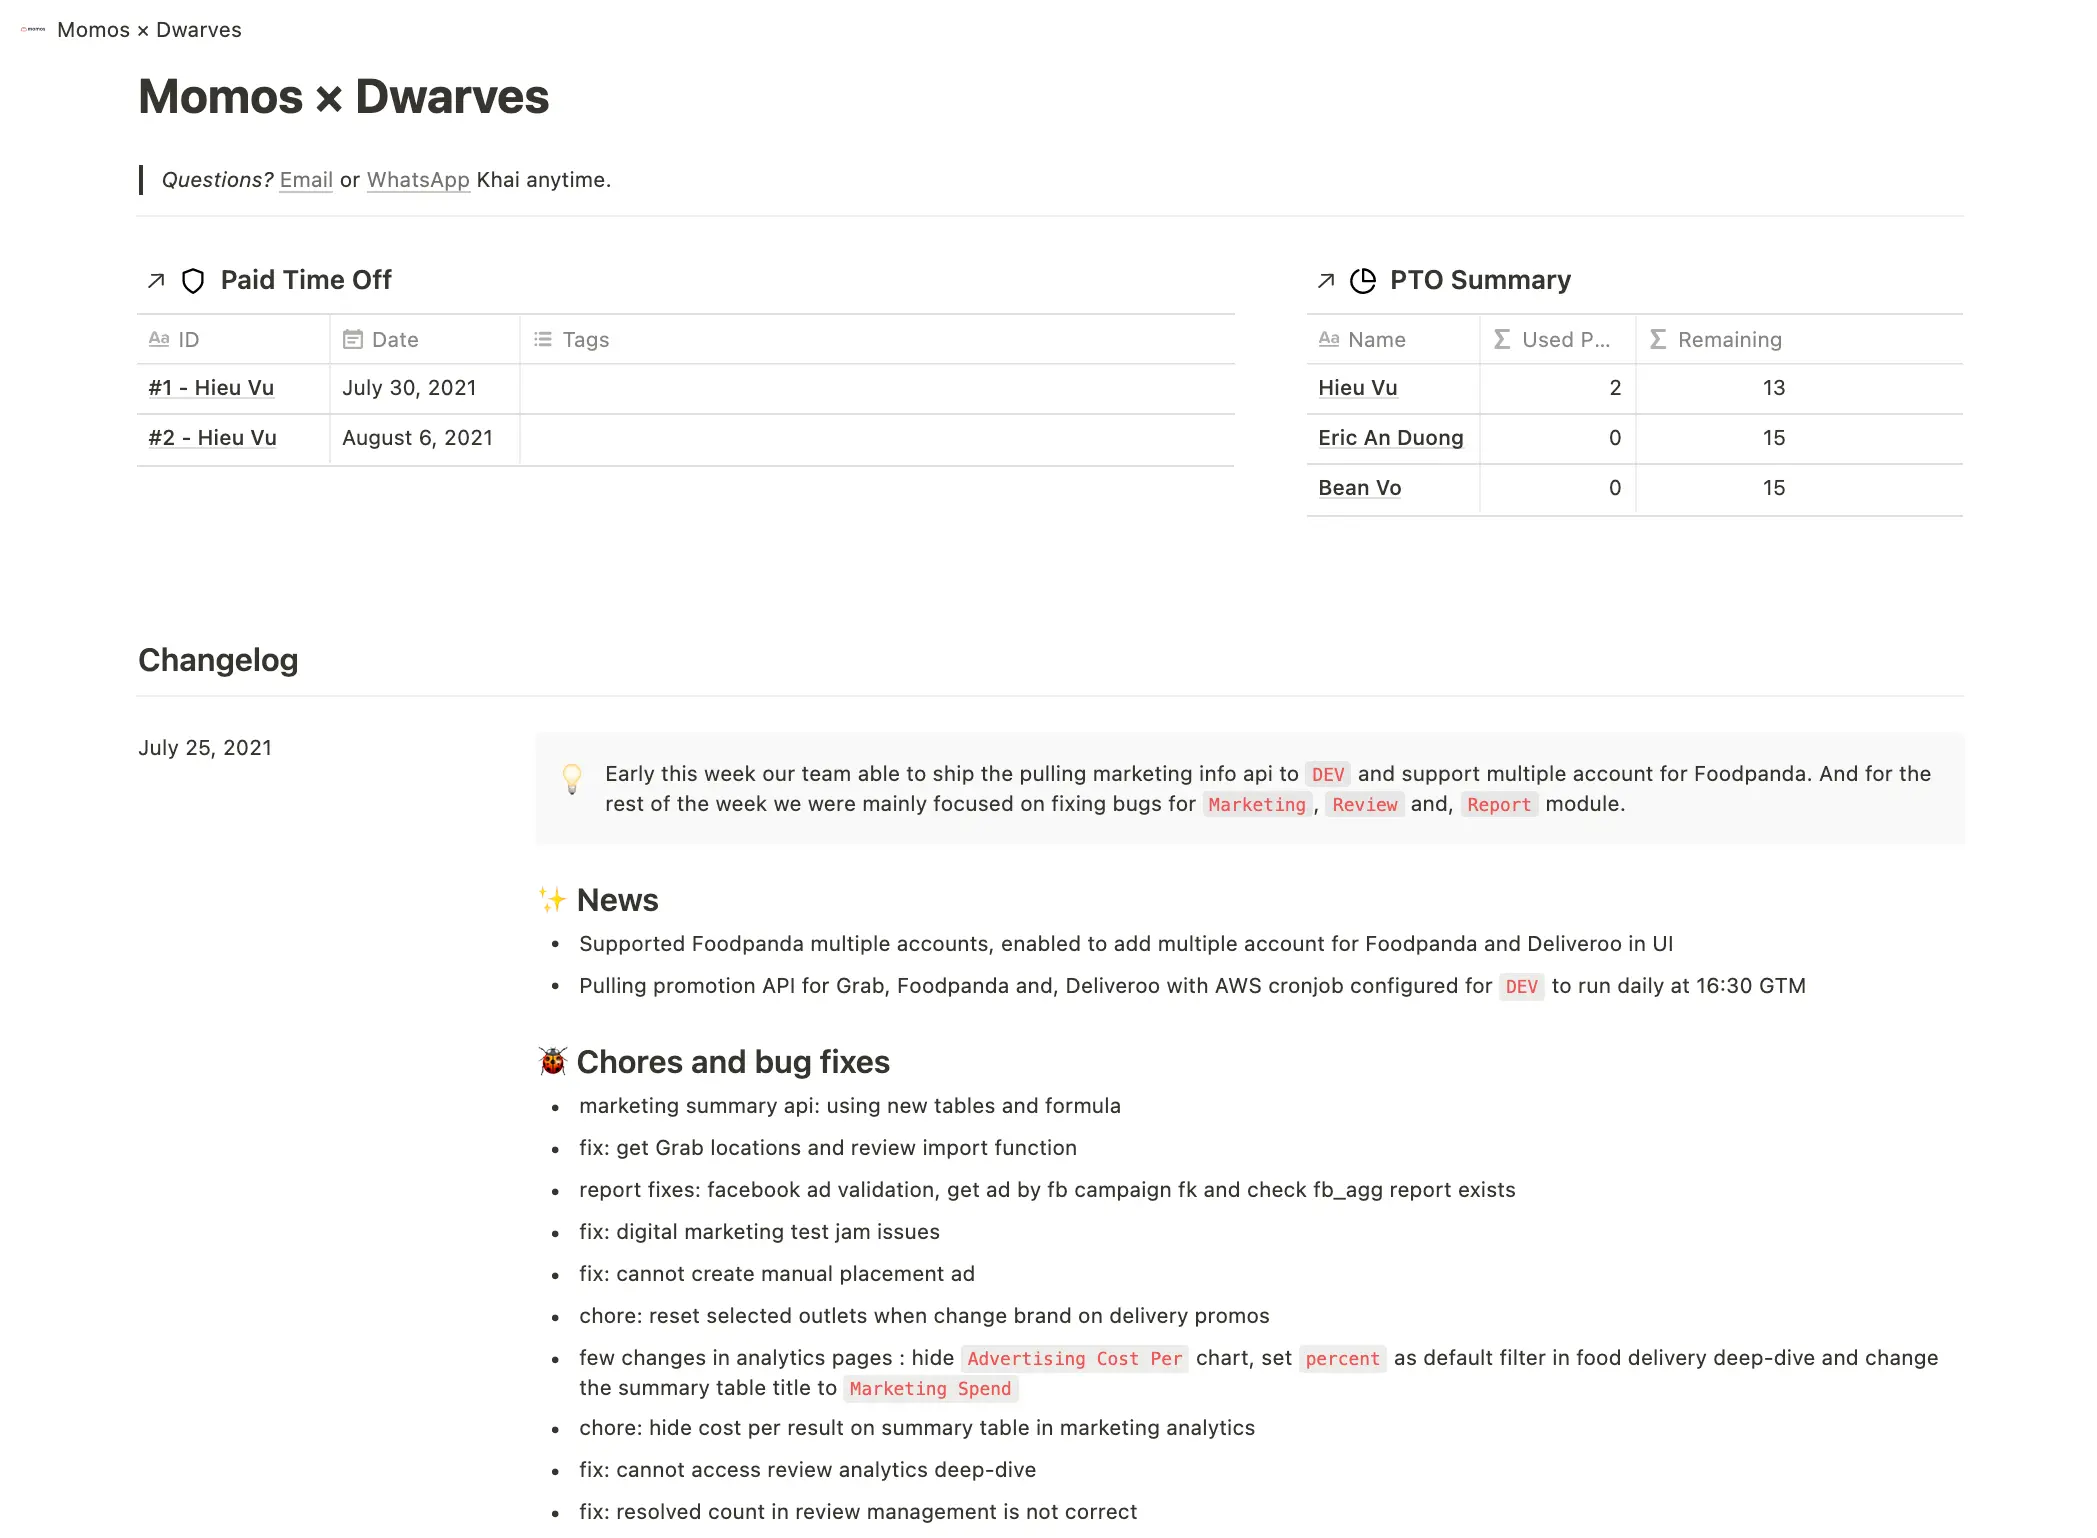 momos Momos × Dwarves
Momos × Dwarves
Questions? Email or WhatsApp Khai anytime.
Paid Time Off
Aa ID Date Tags
#1 - Hieu Vu July 30, 2021
#2 - Hieu Vu August 6, 2021
PTO Summary
Aa Name Σ Used P... Σ Remaining
Hieu Vu 2 13
Eric An Duong 0 15
Bean Vo 0 15
Changelog
July 25, 2021
Early this week our team able to ship the pulling marketing info api to DEV and support multiple account for Foodpanda. And for the
rest of the week we were mainly focused on fixing bugs for Marketing, Review and, Report module.
✨ News
• Supported Foodpanda multiple accounts, enabled to add multiple account for Foodpanda and Deliveroo in UI
• Pulling promotion API for Grab, Foodpanda and, Deliveroo with AWS cronjob configured for DEV to run daily at 16:30 GTM
🐞 Chores and bug fixes
• marketing summary api: using new tables and formula
• fix: get Grab locations and review import function
• report fixes: facebook ad validation, get ad by fb campaign fk and check fb_agg report exists
• fix: digital marketing test jam issues
• fix: cannot create manual placement ad
• chore: reset selected outlets when change brand on delivery promos
• few changes in analytics pages : hide Advertising Cost Per chart, set percent as default filter in food delivery deep-dive and change
the summary table title to Marketing Spend
• chore: hide cost per result on summary table in marketing analytics
• fix: cannot access review analytics deep-dive
• fix: resolved count in review management is not correct